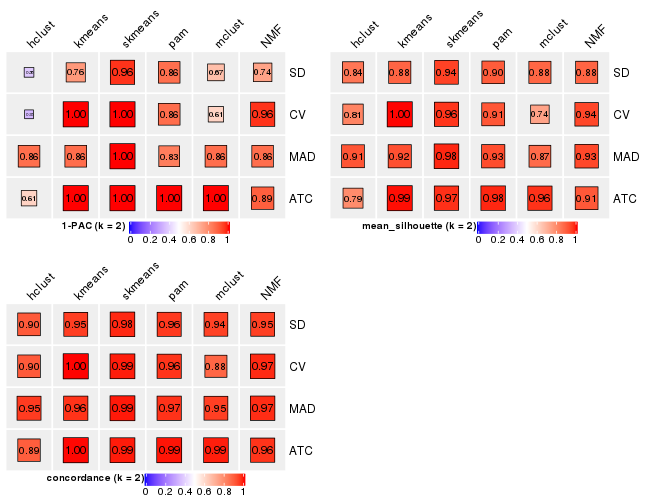 hclust kmeans skmeans pam mclust NMF
0.76 0.96 0.86 0.67 0.74 SD
1.00 1.00 0.86 0.61 0.96 CV
0.86 0.86 1.00 0.83 0.86 0.86 MAD
0.61 1.00 1.00 1.00 1.00 0.89 ATC
1-PAC (k = 2)
0 0.2 0.4 0.6 0.8 1
hclust kmeans skmeans pam mclust NMF
0.84 0.88 0.94 0.90 0.88 0.88 SD
0.81 1.00 0.96 0.91 0.74 0.94 CV
0.91 0.92 0.98 0.93 0.87 0.93 MAD
0.79 0.99 0.97 0.98 0.96 0.91 ATC
mean_silhouette (k = 2)
0 0.2 0.4 0.6 0.8 1
hclust kmeans skmeans pam mclust NMF
0.90 0.95 0.98 0.96 0.94 0.95 SD
0.90 1.00 0.99 0.96 0.88 0.97 CV
0.95 0.96 0.99 0.97 0.95 0.97 MAD
0.89 1.00 0.99 0.99 0.99 0.96 ATC
concordance (k = 2)
0 0.2 0.4 0.6 0.8 1